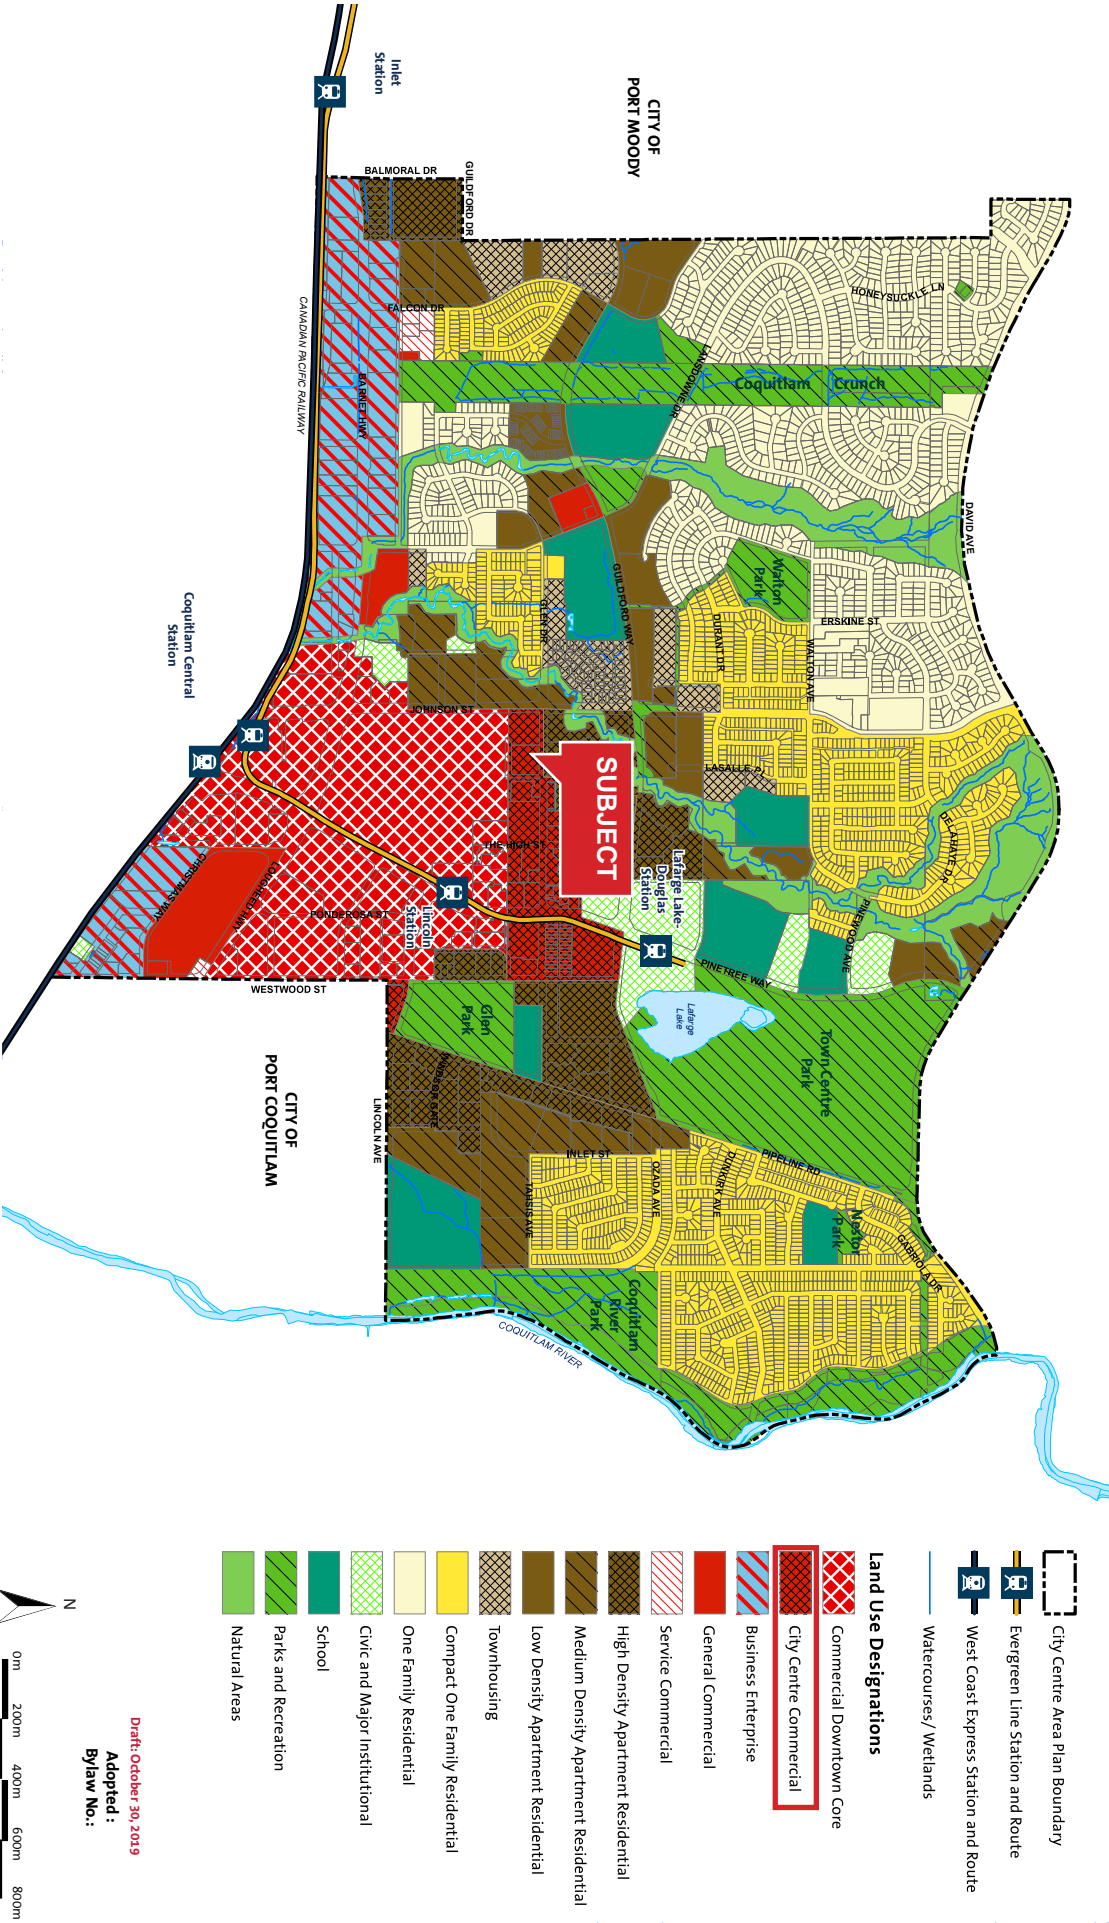 CITY OF
PORT MOODY
Inlet
Station
BALMORAL DR
GUILDFORD DR
FALCON DR
CANADIAN PACIFIC RAILWAY
BARNET HWY
HONEYSUCKLE LN
LANSDOWNE DR
Coquitlam Crunch
DAVID AVE
Walton
Park
ERSKINE ST
WALTON AVE
DURANT DR
GUILDFORD WAY
GLEN DR
Coquitlam Central
Station
JOHNSON ST
LASALLE PL
SUBJECT
THE HIGH ST
DELAHAYE DR
PINEWOOD AVE
Lafarge Lake-
Douglas
Station
Lincoln
Station
CHRISTMAS WAY
LOUGHEED HWY
PONDEROSA ST
WESTWOOD ST
PINETREE WAY
Lafarge
Lake
Town Centre
Park
Glen
Park
WINDSOR GATE
CITY OF
PORT COQUITLAM
LINCOLN AVE
INLET ST
TAHSIS AVE
OZADA AVE
DUNKIRK AVE
PIPELINE RD
Nestor
Park
GABRIOLA DR
Coquitlam
River
Park
COQUITLAM RIVER
City Centre Area Plan Boundary
Evergreen Line Station and Route
West Coast Express Station and Route
Watercourses/ Wetlands
Land Use Designations
Commercial Downtown Core
City Centre Commercial
Business Enterprise
General Commercial
Service Commercial
High Density Apartment Residential
Medium Density Apartment Residential
Low Density Apartment Residential
Townhousing
Compact One Family Residential
One Family Residential
Civic and Major Institutional
School
Parks and Recreation
Natural Areas
Draft: October 30, 2019
Adopted :
Bylaw No.:
N
0m 200m 400m 600m 800m